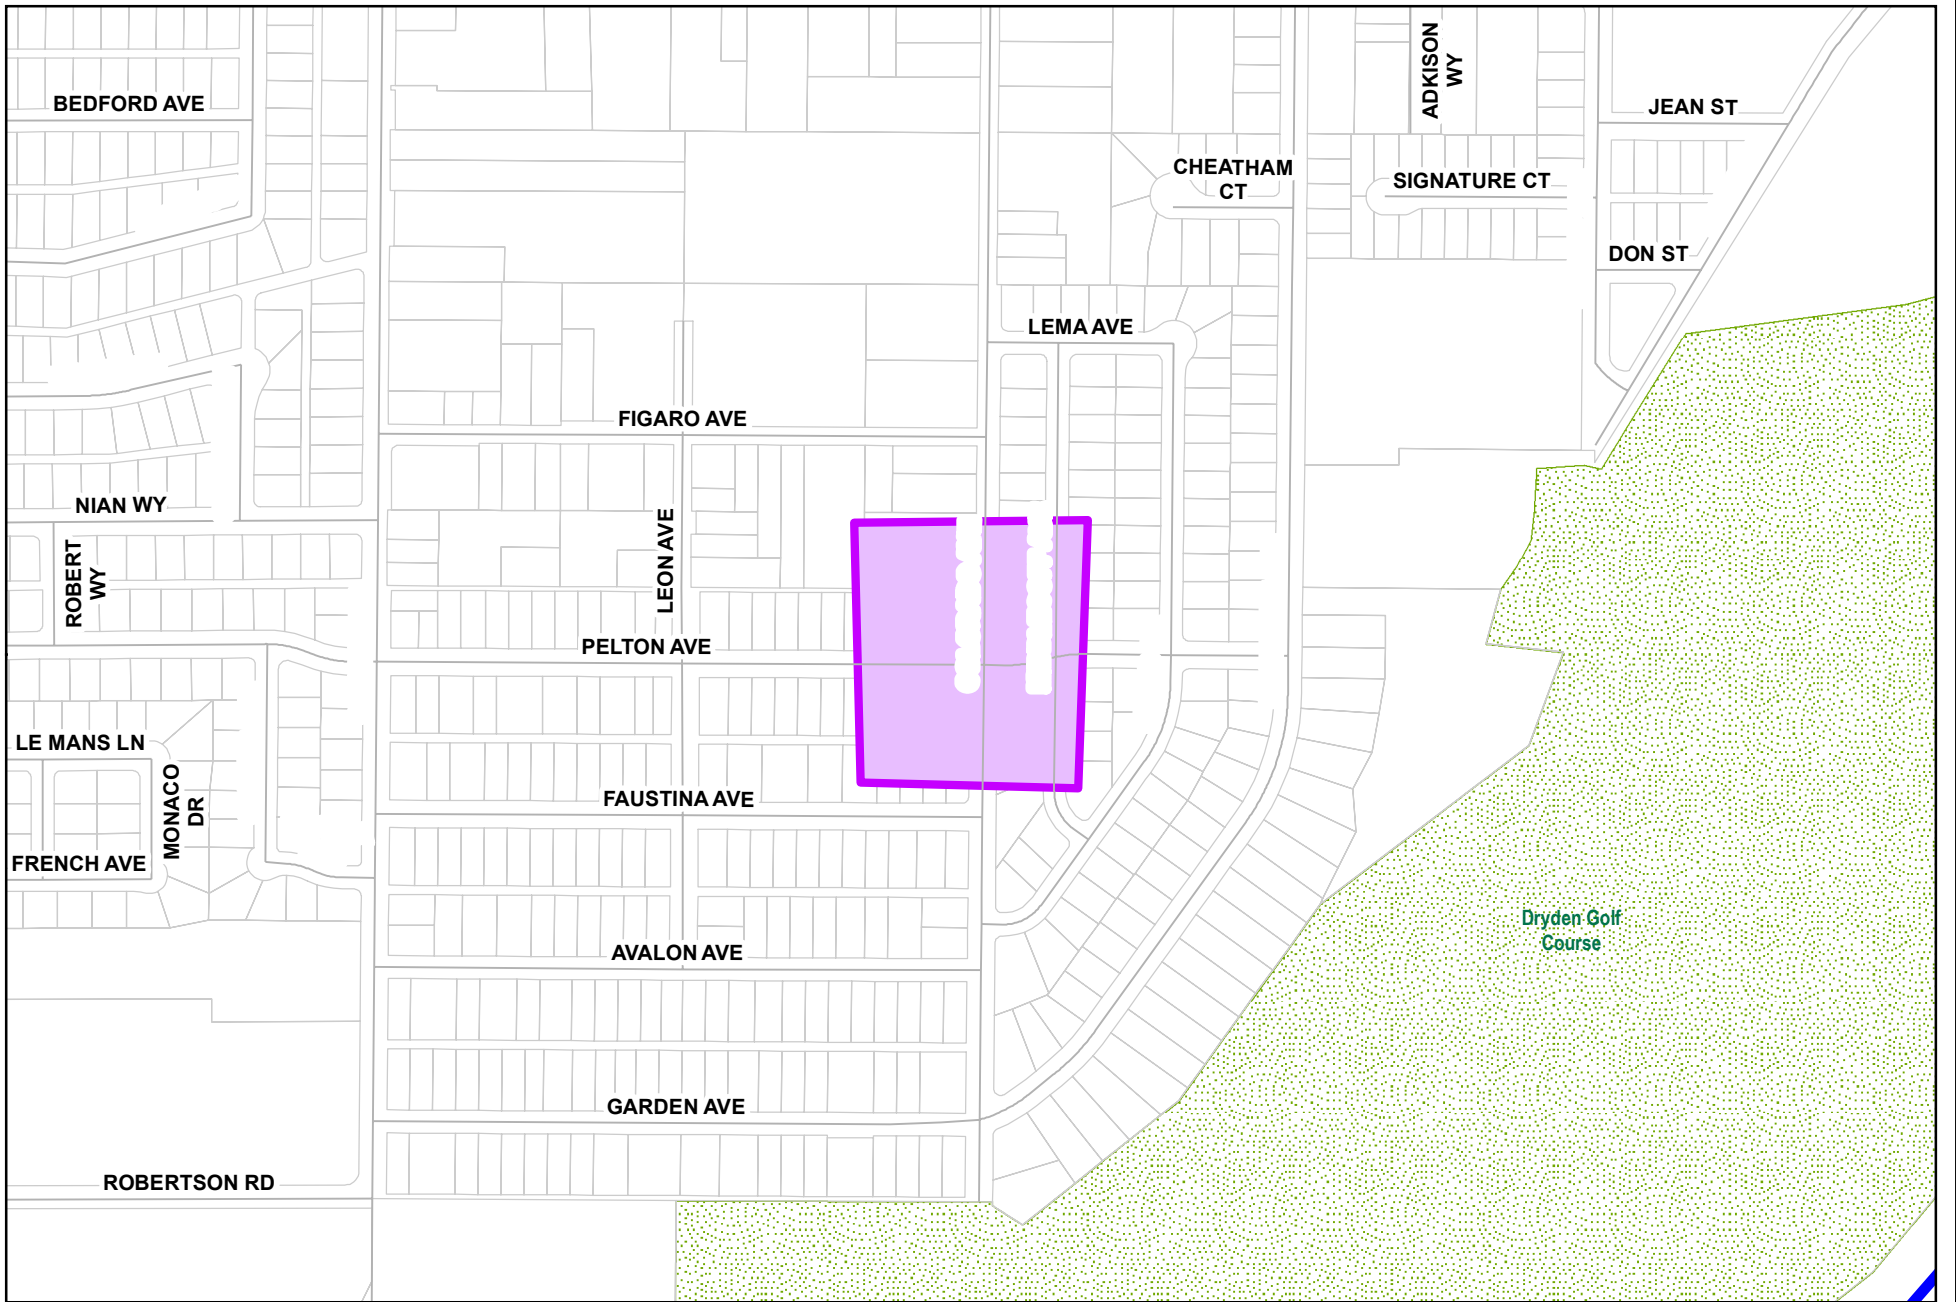 BEDFORD AVE
ADKISON
WY
JEAN ST
CHEATHAM
CT
SIGNATURE CT
DON ST
LEMA AVE
FIGARO AVE
NIAN WY
ROBERT
WY
LEON AVE
PELTON AVE
LE MANS LN
MONACO
DR
FAUSTINA AVE
FRENCH AVE
Dryden Golf
Course
AVALON AVE
GARDEN AVE
ROBERTSON RD